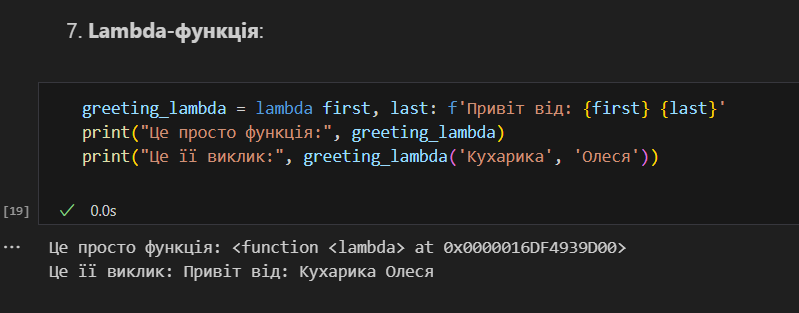 7. Lambda-функція:
greeting_lambda = lambda first, last: f'Привіт від: {first} {last}'
print("Це просто функція:", greeting_lambda)
print("Це її виклик:", greeting_lambda('Кухарика', 'Олеся'))
[19] ✓ 0.0s
... Це просто функція: <function <lambda> at 0x0000016DF4939D00>
Це її виклик: Привіт від: Кухарика Олеся